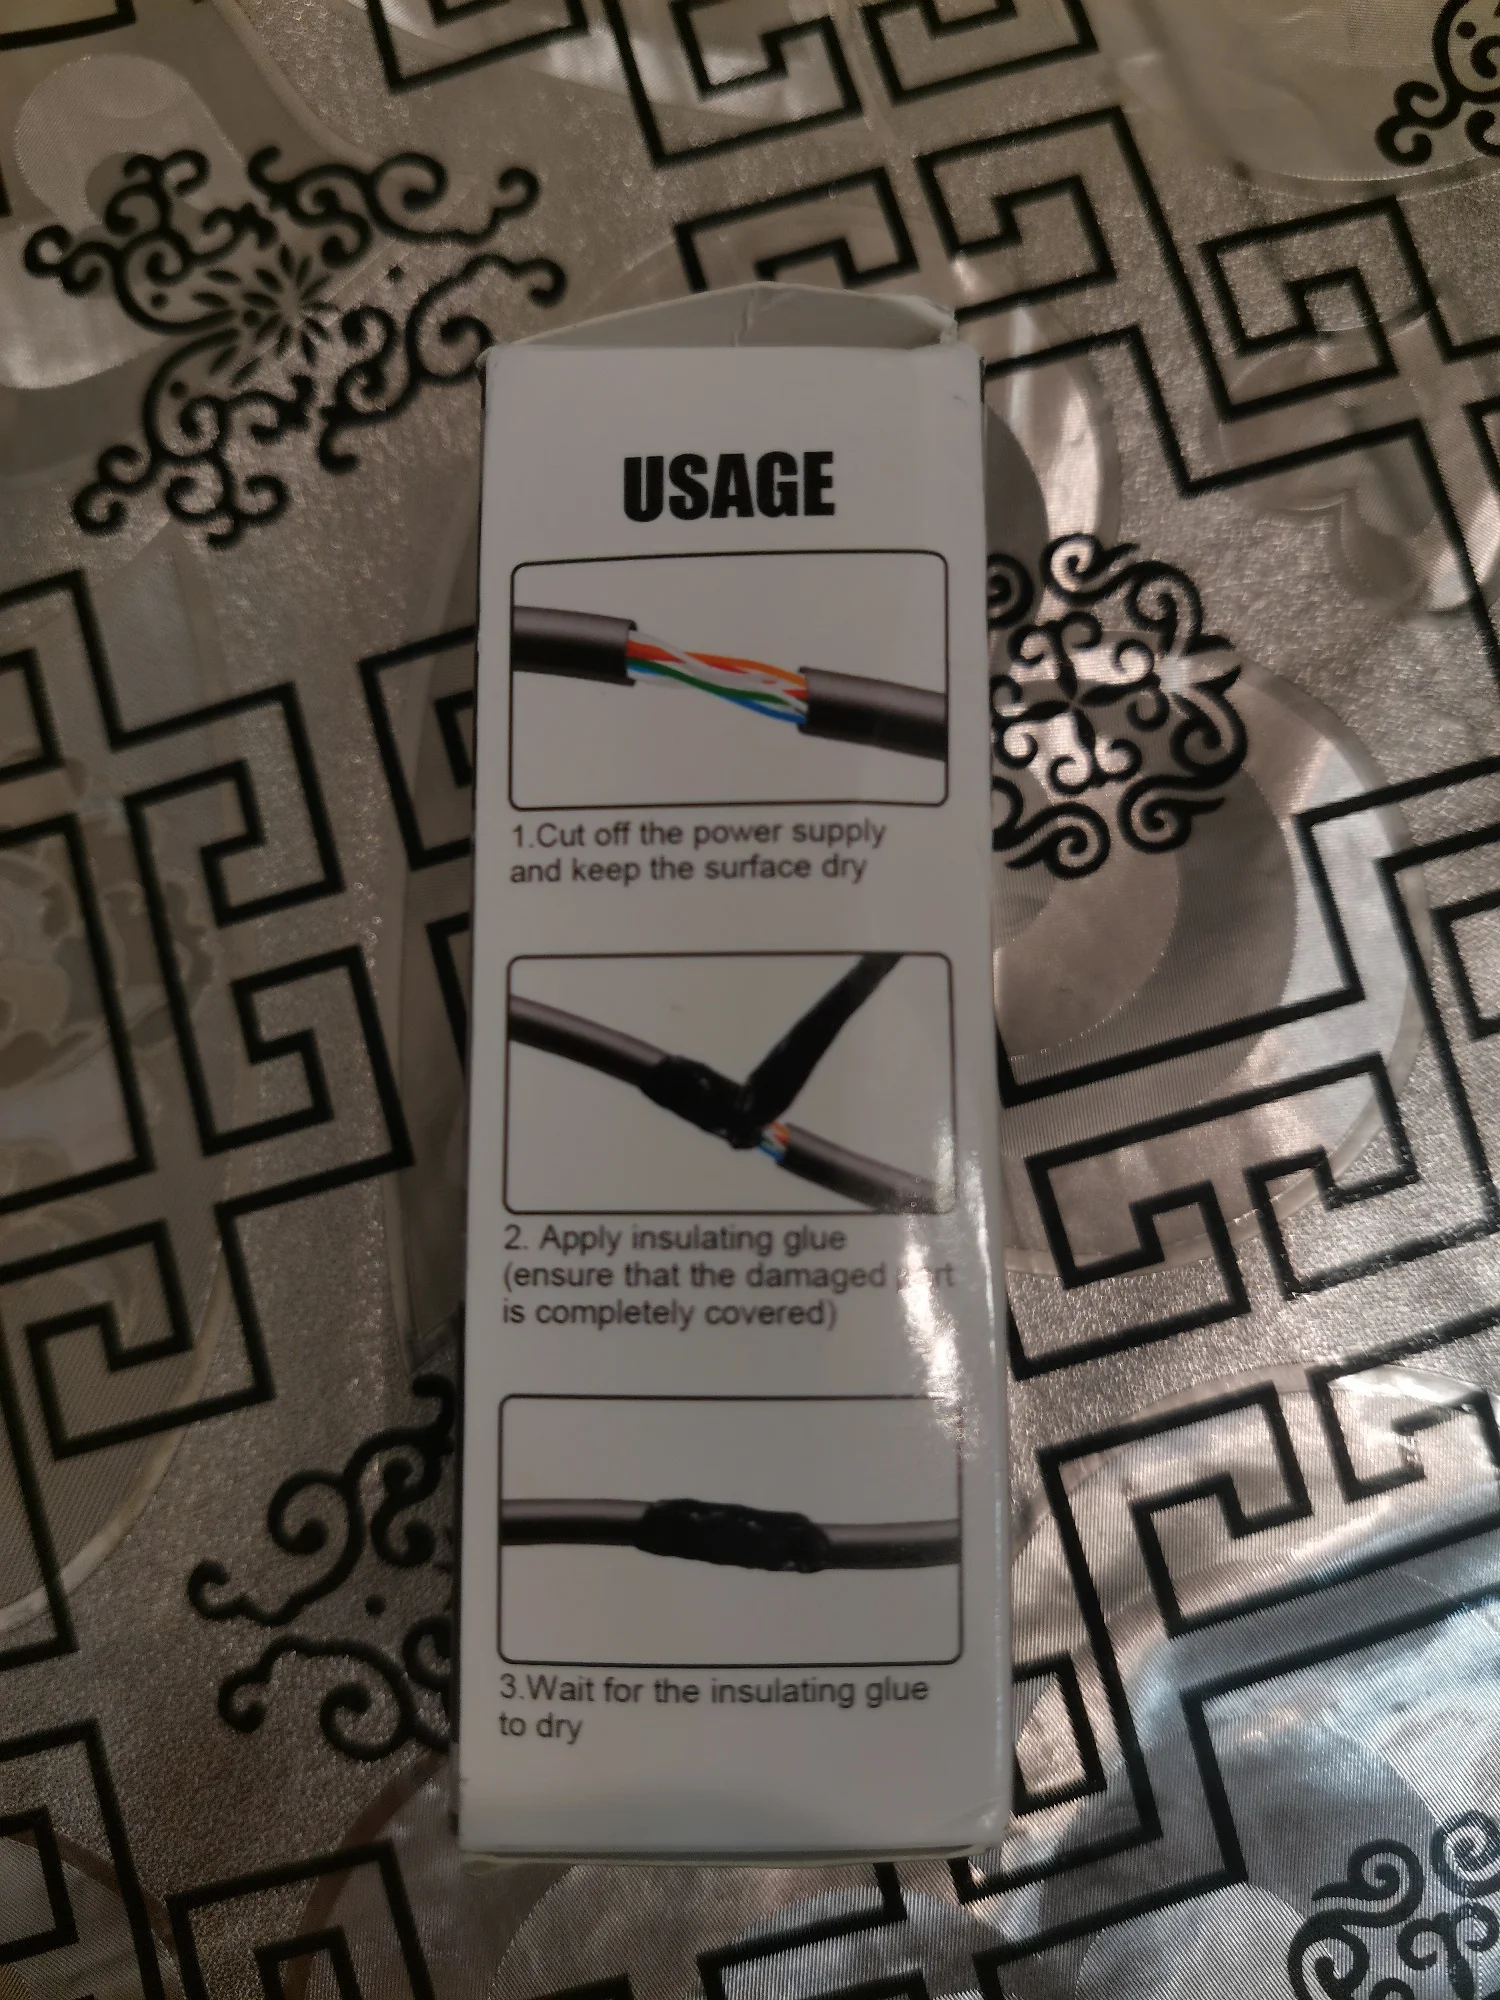 USAGE
1.Cut off the power supply
and keep the surface dry
2. Apply insulating glue
(ensure that the damaged
is completely covered)
3.Wait for the insulating glue
to dry